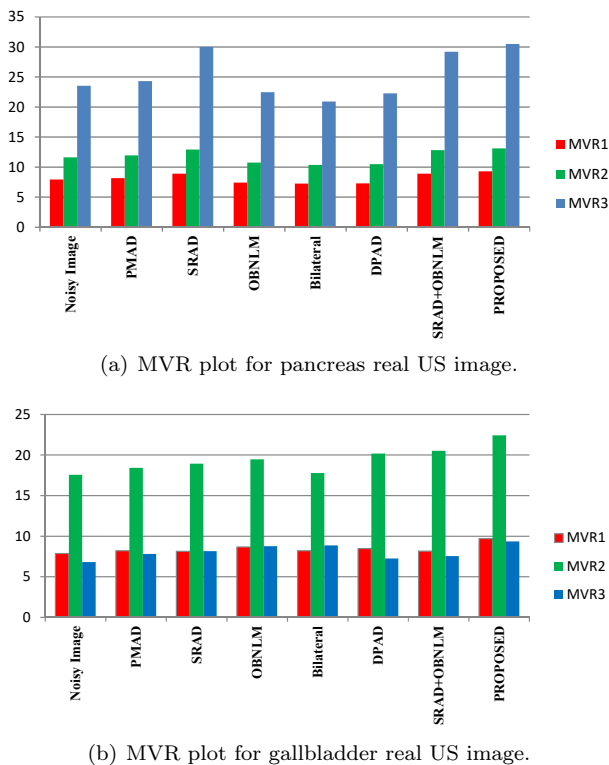 35
30
25
20
15
10
5
0
Noisy Image
PMAD
SRAD
OBNLM
Bilateral
DPAD
SRAD+OBNLM
PROPOSED
MVR1
MVR2
MVR3
(a) MVR plot for pancreas real US image.
25
20
15
10
5
0
Noisy Image
PMAD
SRAD
OBNLM
Bilateral
DPAD
SRAD+OBNLM
PROPOSED
MVR1
MVR2
MVR3
(b) MVR plot for gallbladder real US image.